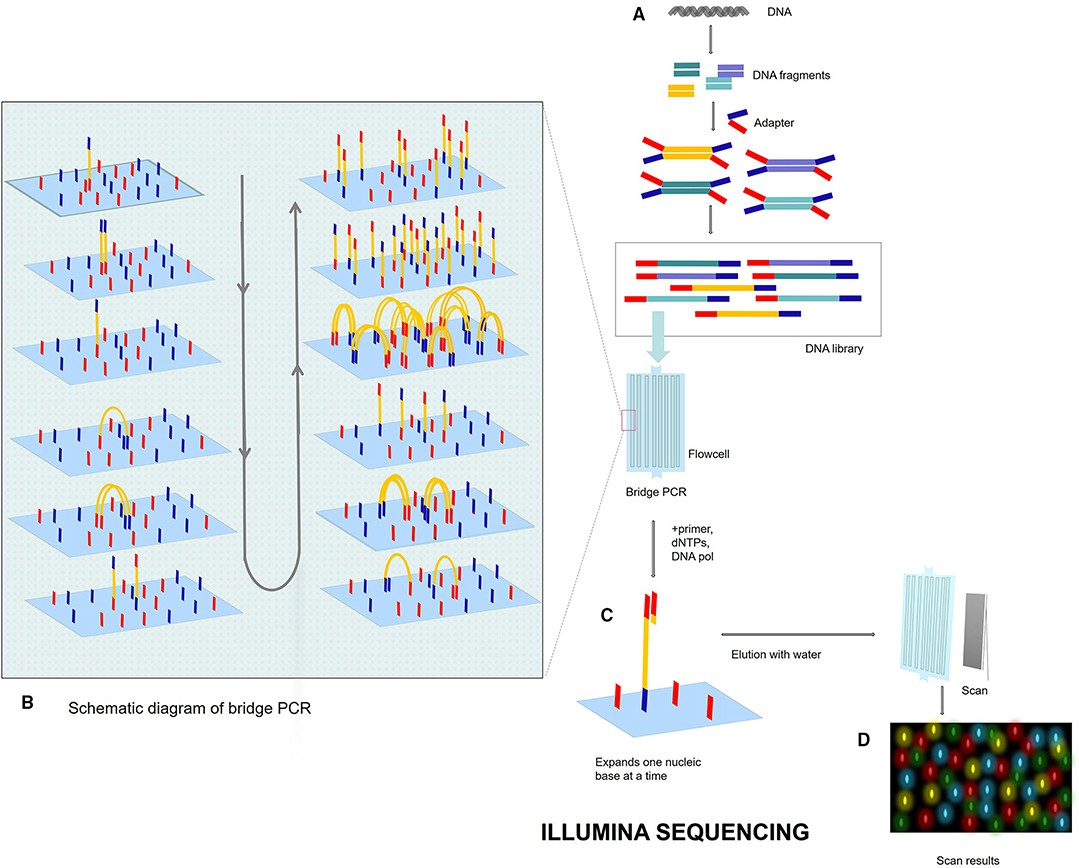 A
DNA
DNA fragments
Adapter
DNA library
Flowcell
Bridge PCR
+primer,
dNTPs,
DNA pol
C
Elution with water
Scan
B
Schematic diagram of bridge PCR
D
Expands one nucleic
base at a time
ILLUMINA SEQUENCING
Scan results